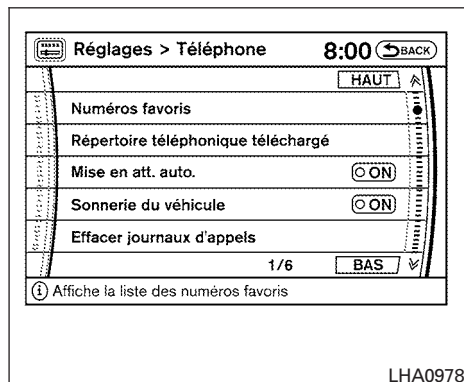 Réglages > Téléphone 8:00 BACK
HAUT
Numéros favoris
Répertoire téléphonique téléchargé
Mise en att. auto. ON
Sonnerie du véhicule ON
Effacer journaux d'appels
1/6 BAS
i Affiche la liste des numéros favoris
LHA0978